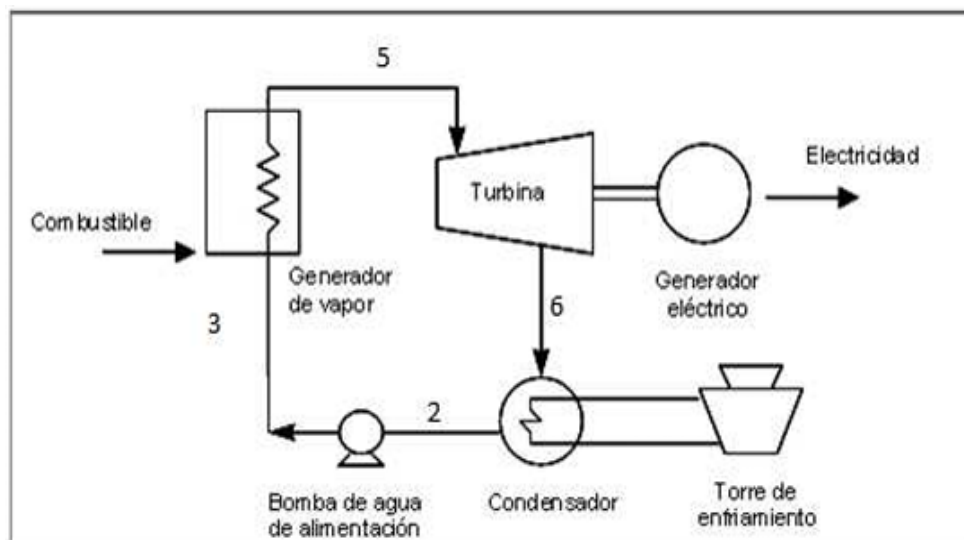 5
Electricidad
Turbina
Combustible
Generador
de vapor
Generador
eléctrico
6
3
2
Bomba de agua
de alimentación
Condensador
Torre de
enfriamiento